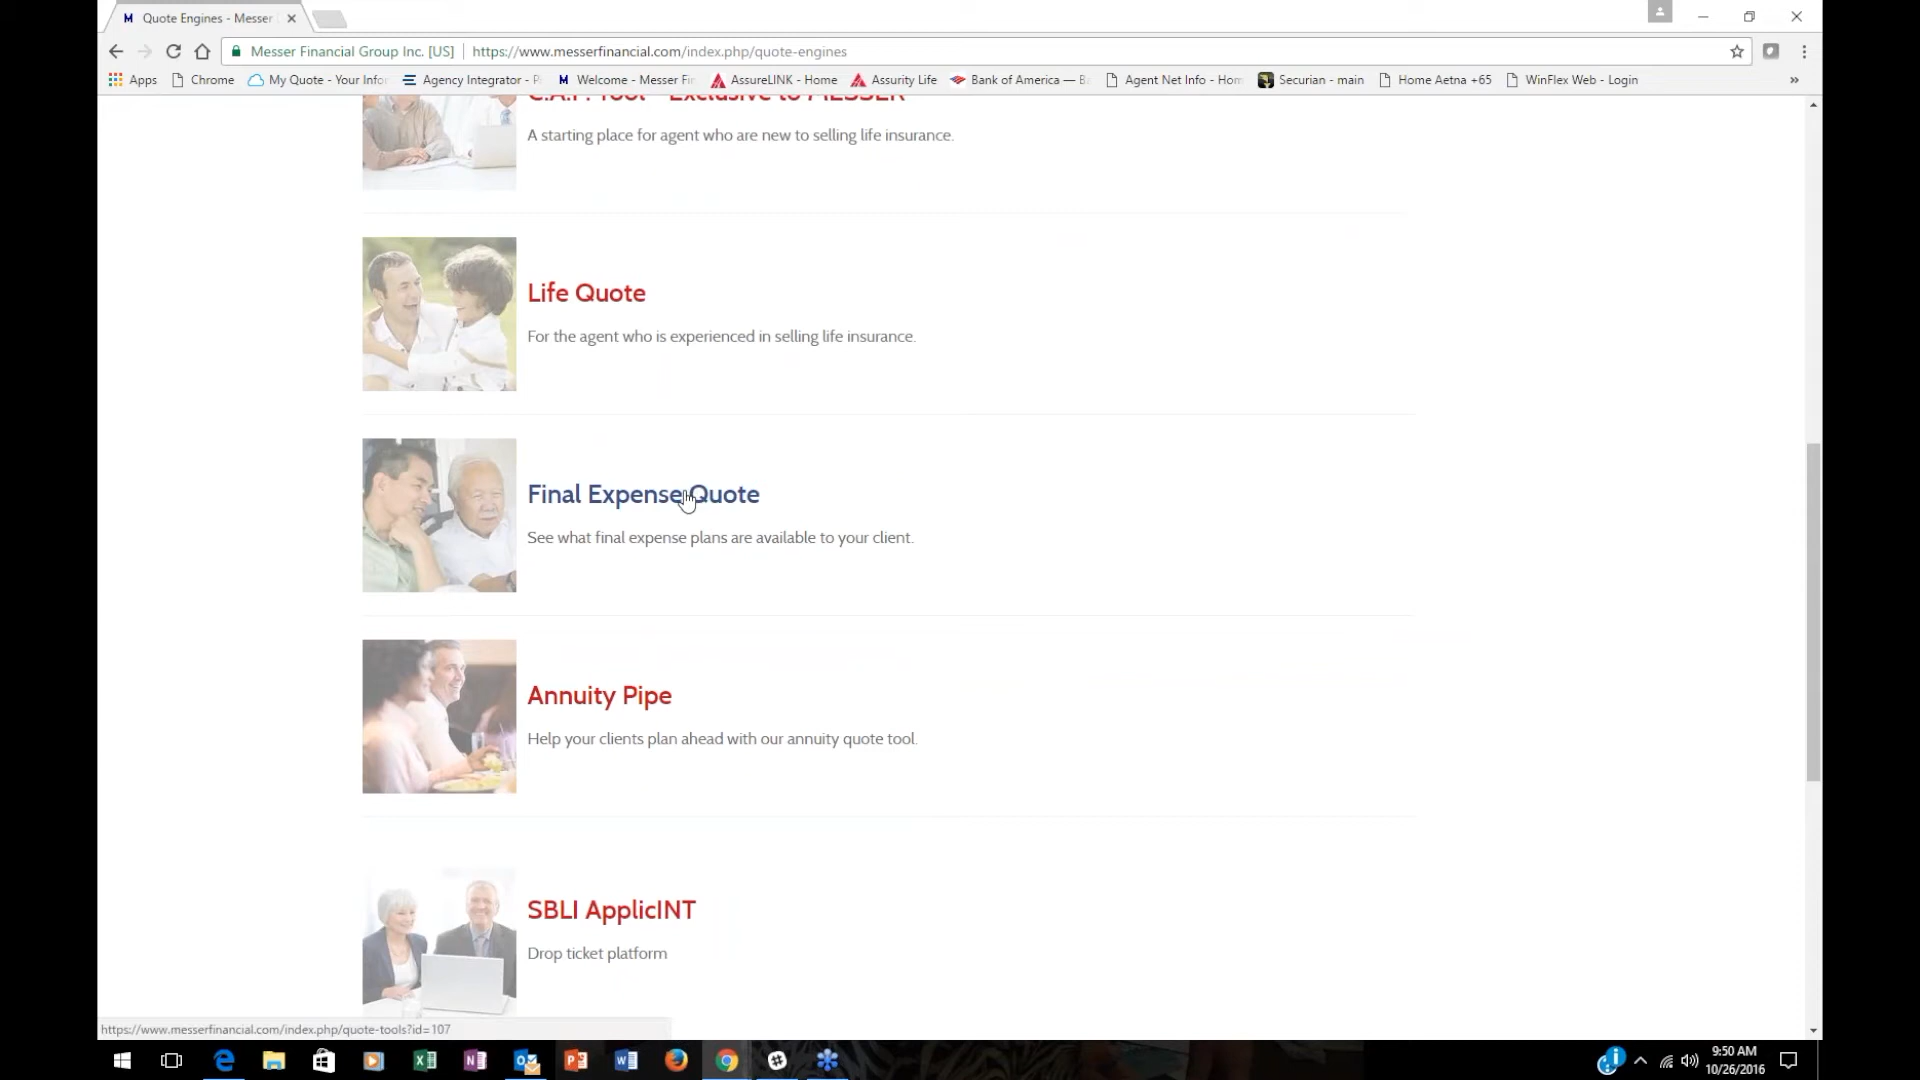 Quote Engines - Messer
Messer Financial Group Inc. [US] | https://www.messerfinancial.com/index.php/quote-engines
Apps Chrome My Quote - Your Infor Agency Integrator - P Welcome - Messer Fin AssureLINK - Home Assurity Life Bank of America — B Agent Net Info - Hom Securian - main Home Aetna +65 WinFlex Web - Login »
C.A.P. Tool - Exclusive to MESSER
A starting place for agent who are new to selling life insurance.
Life Quote
For the agent who is experienced in selling life insurance.
Final Expense Quote
See what final expense plans are available to your client.
Annuity Pipe
Help your clients plan ahead with our annuity quote tool.
SBLI ApplicINT
Drop ticket platform
https://www.messerfinancial.com/index.php/quote-tools?id=107
9:50 AM
10/26/2016